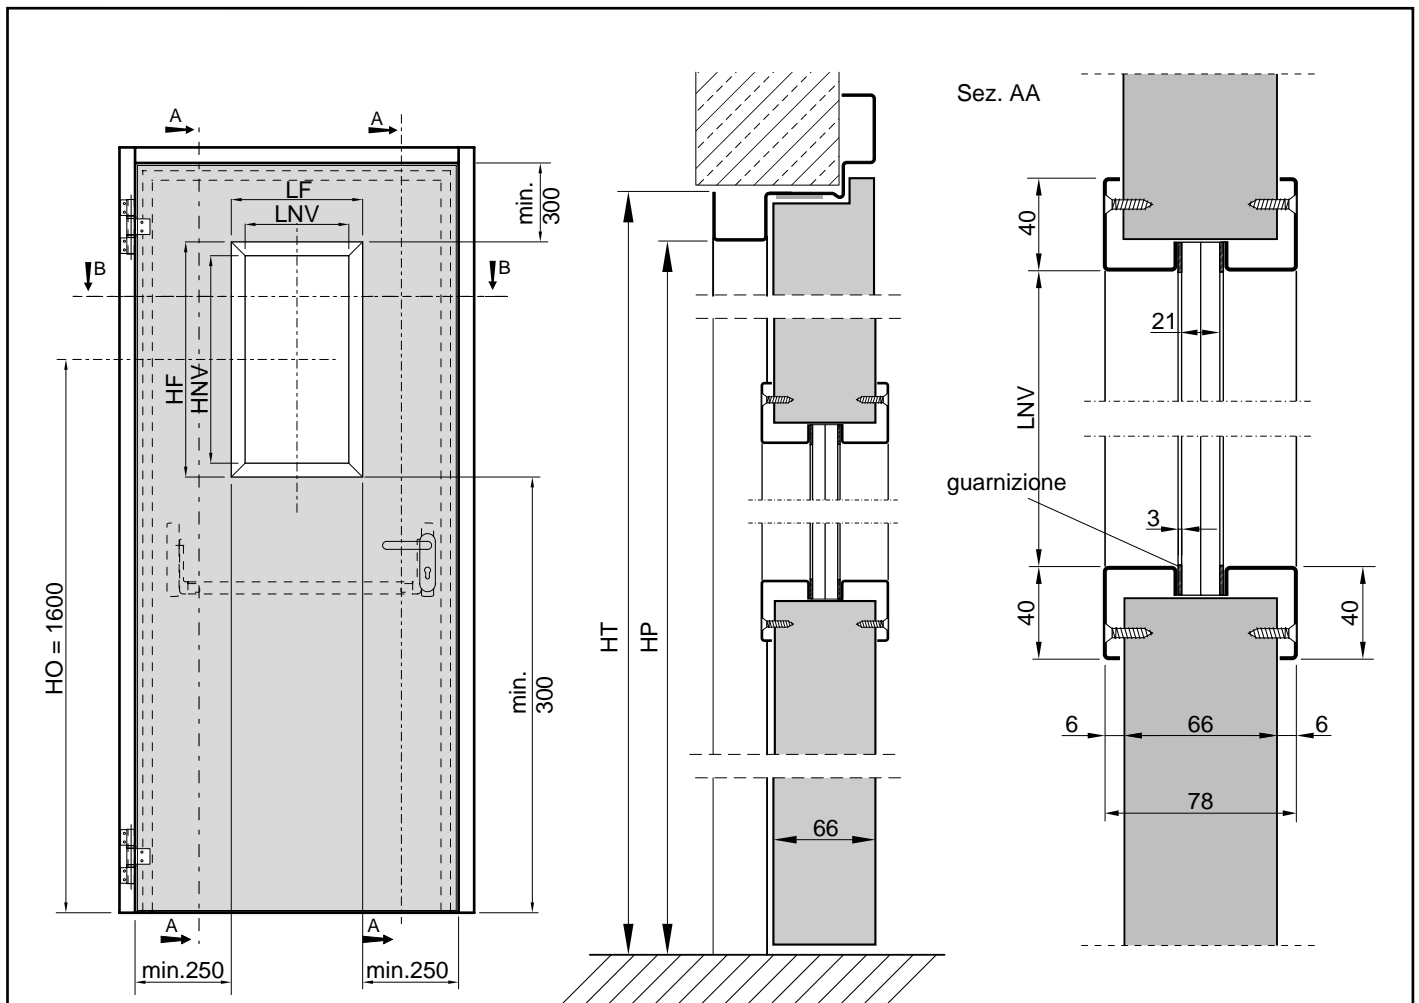 A
A
LF
LNV
min.
300
B
B
HF
HNV
HO = 1600
min.
300
A
A
min.250
min.250
HT
HP
66
Sez. AA
40
21
LNV
guarnizione
3
40
40
6
66
6
78